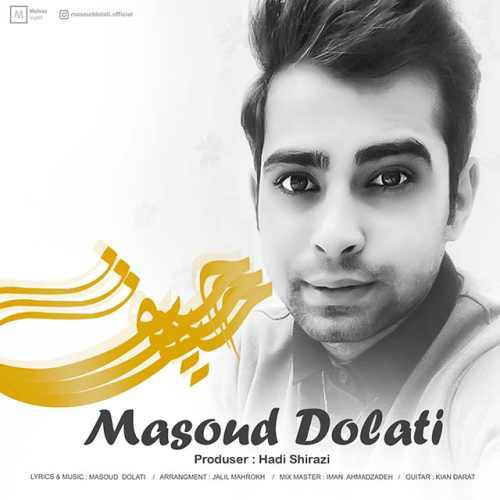 M
masouddolati.official
Masoud Dolati
Produser : Hadi Shirazi
LYRICS & MUSIC : MASOUD DOLATI / ARRANGMENT : JALIL MAHROKH / MIX MASTER : IMAN AHMADZADEH / GUITAR : KIAN DARAT